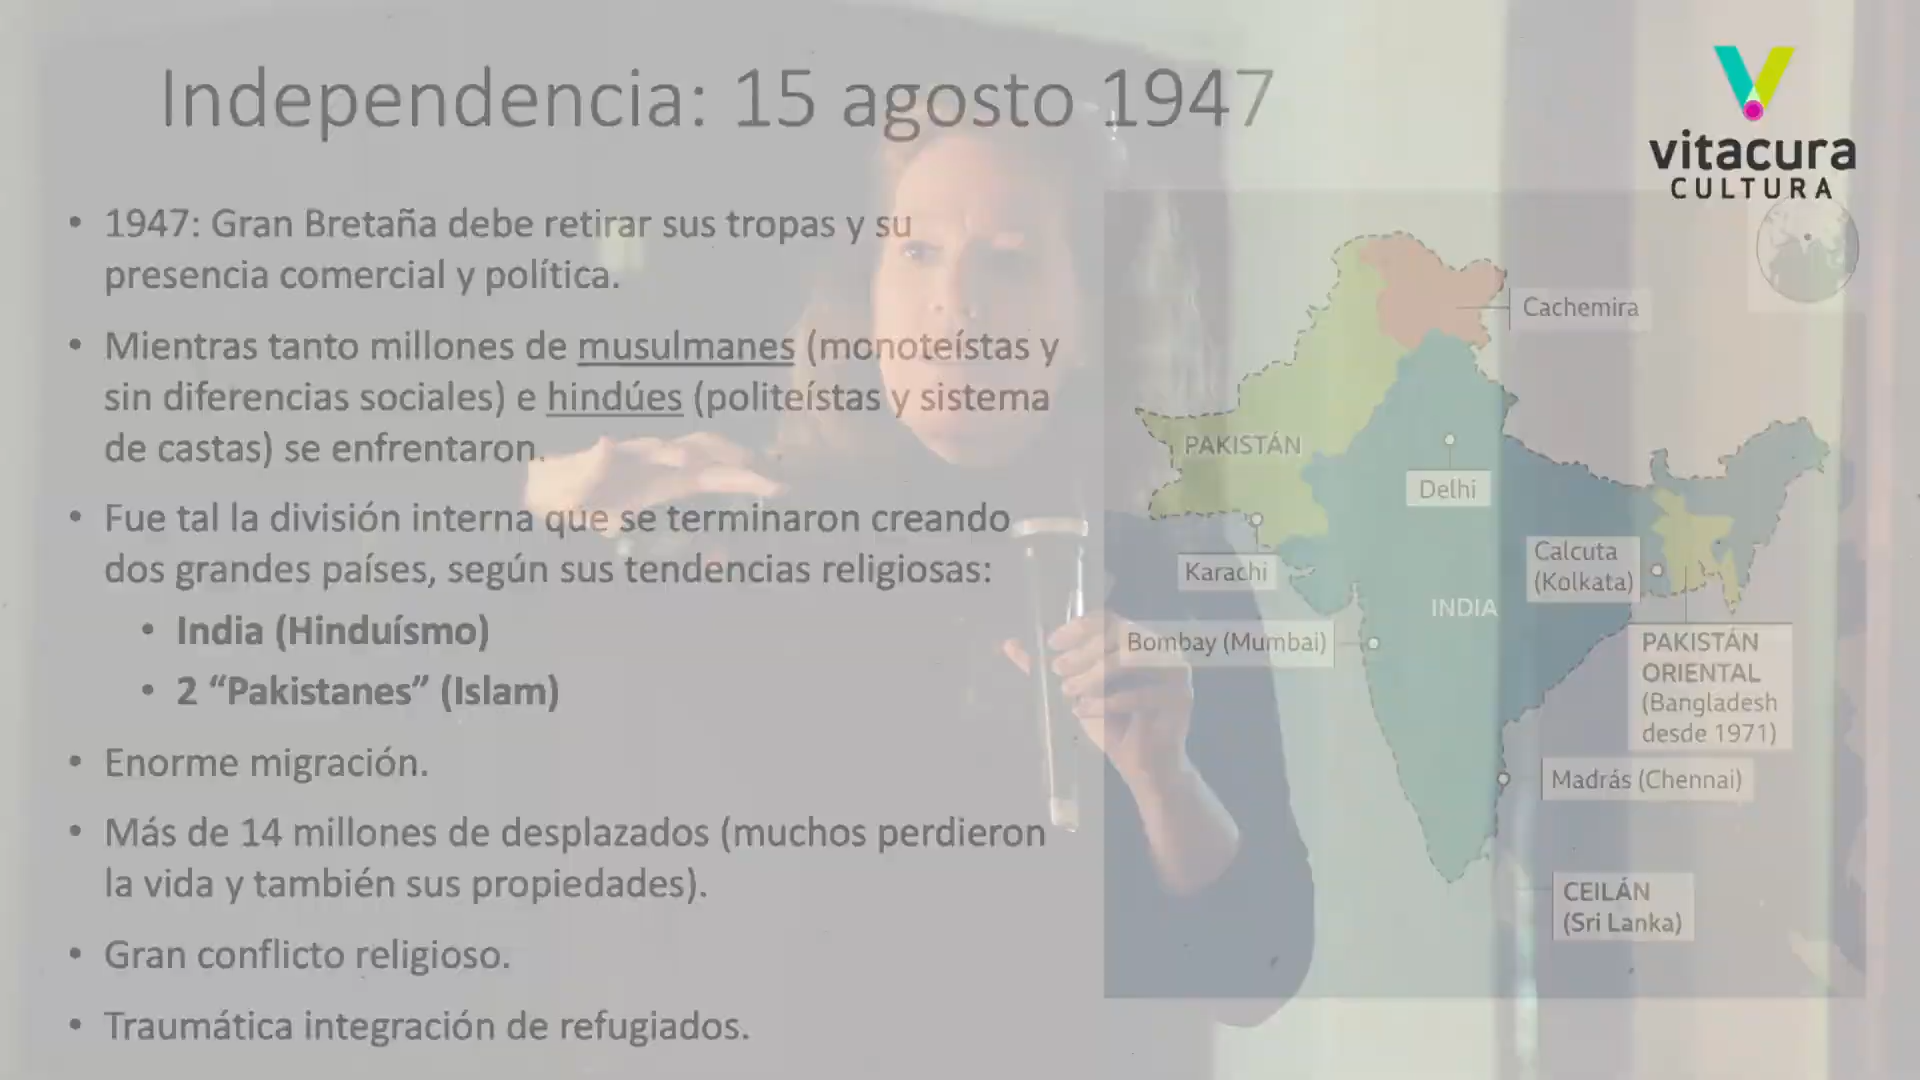 Independencia: 15 agosto 1947
vitacura
CULTURA
• 1947: Gran Bretaña debe retirar sus tropas y su
presencia comercial y política.
• Mientras tanto millones de musulmanes (monoteístas y
sin diferencias sociales) e hindúes (politeístas y sistema
de castas) se enfrentaron.
• Fue tal la división interna que se terminaron creando
dos grandes países, según sus tendencias religiosas:
• India (Hinduísmo)
• 2 “Pakistanes” (Islam)
• Enorme migración.
• Más de 14 millones de desplazados (muchos perdieron
la vida y también sus propiedades).
• Gran conflicto religioso.
• Traumática integración de refugiados.
Cachemira
PAKISTÁN
Delhi
Karachi
Calcuta
(Kolkata)
INDIA
Bombay (Mumbai)
PAKISTÁN
ORIENTAL
(Bangladesh
desde 1971)
Madrás (Chennai)
CEILÁN
(Sri Lanka)